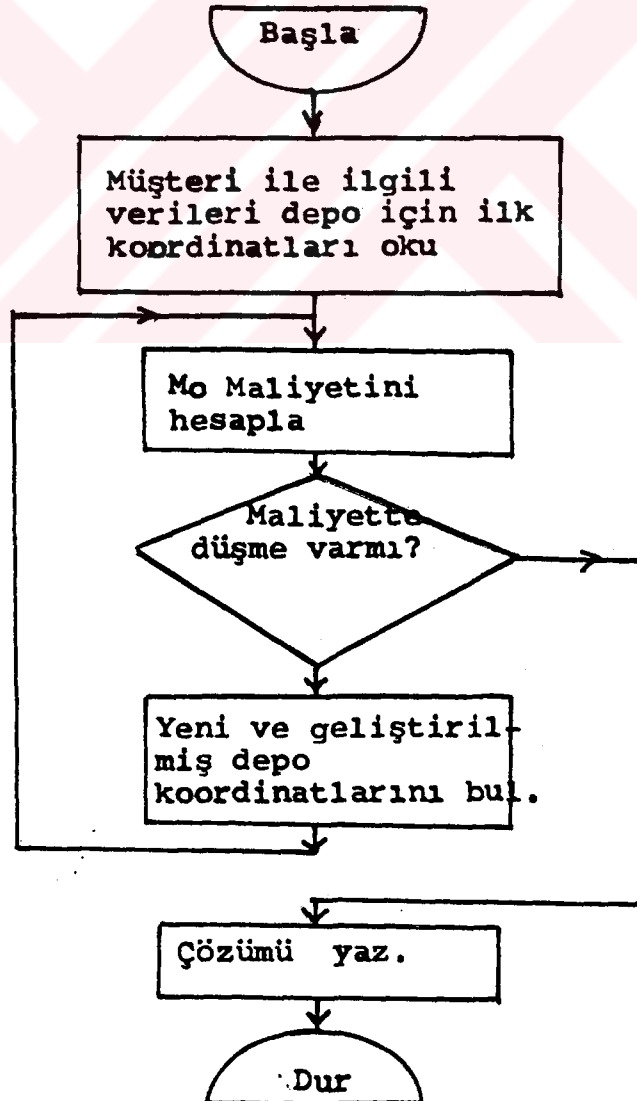 Başla
Müşteri ile ilgili
verileri depo için ilk
koordinatları oku
Mo Maliyetini
hesapla
Maliyette
düşme varmı?
Yeni ve geliştiril-
miş depo
koordinatlarını bul.
Çözümü yaz.
Dur